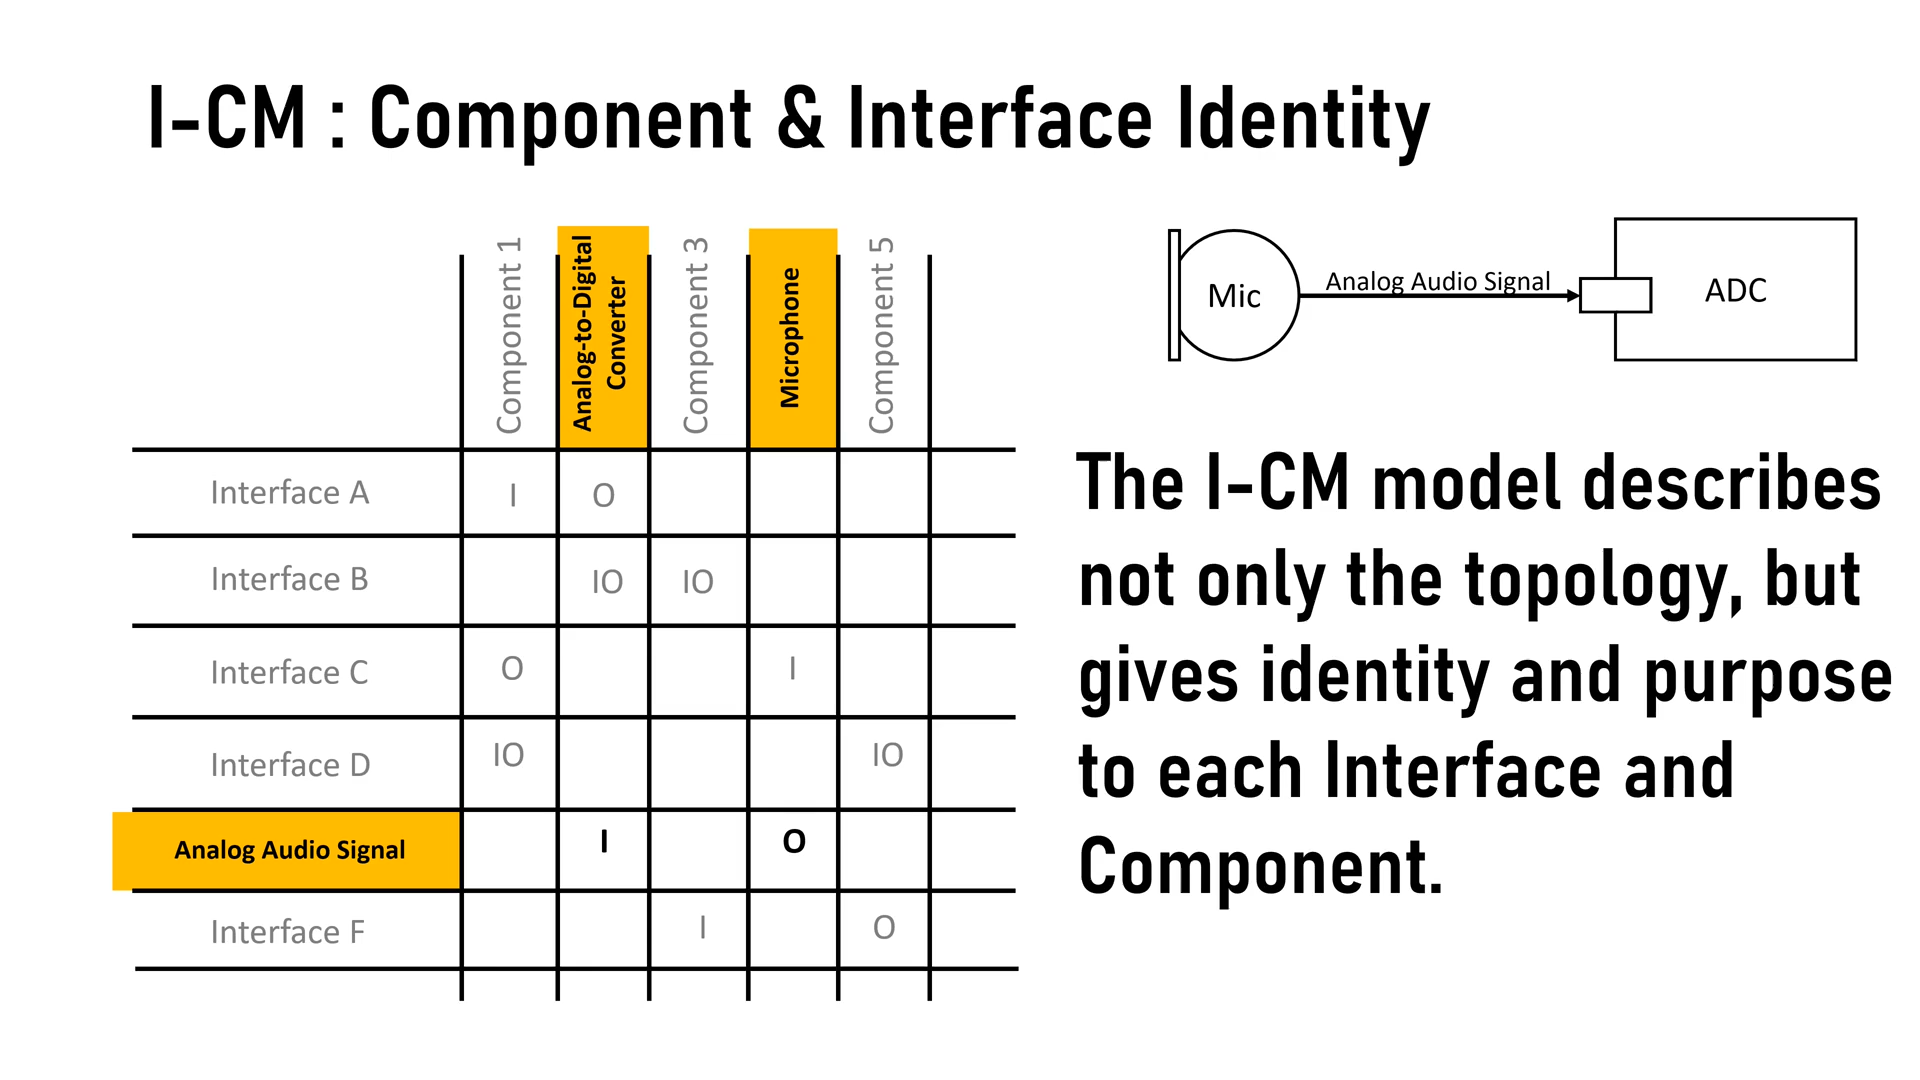 I-CM : Component & Interface Identity
Component 1
Analog-to-Digital
Converter
Component 3
Microphone
Component 5
Interface A I O
Interface B IO IO
Interface C O I
Interface D IO IO
Analog Audio Signal I O
Interface F I O
Mic
Analog Audio Signal
ADC
The I-CM model describes
not only the topology, but
gives identity and purpose
to each Interface and
Component.